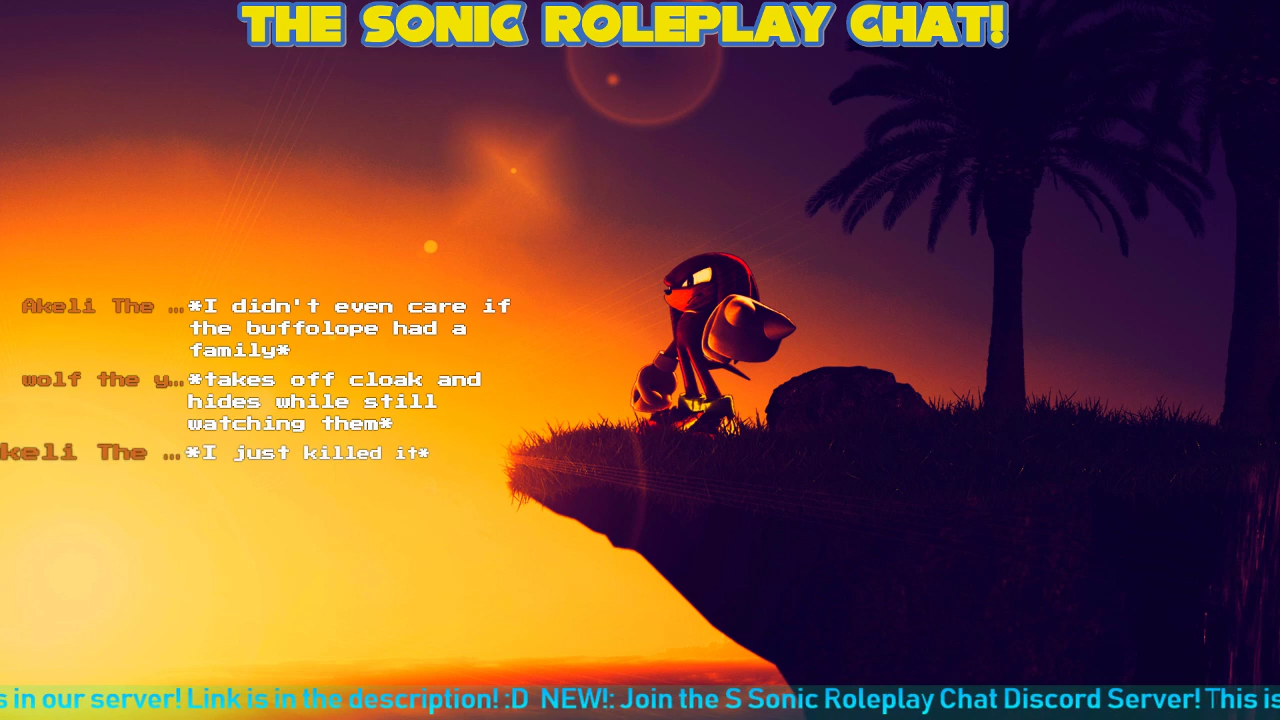 THE SONIC ROLEPLAY CHAT!
Akeli The ... *I didn't even care if
the buffolope had a
family*
wolf the y... *takes off cloak and
hides while still
watching them*
keli The ... *I just killed it*
s in our server! Link is in the description! :D NEW!: Join the S Sonic Roleplay Chat Discord Server! This is